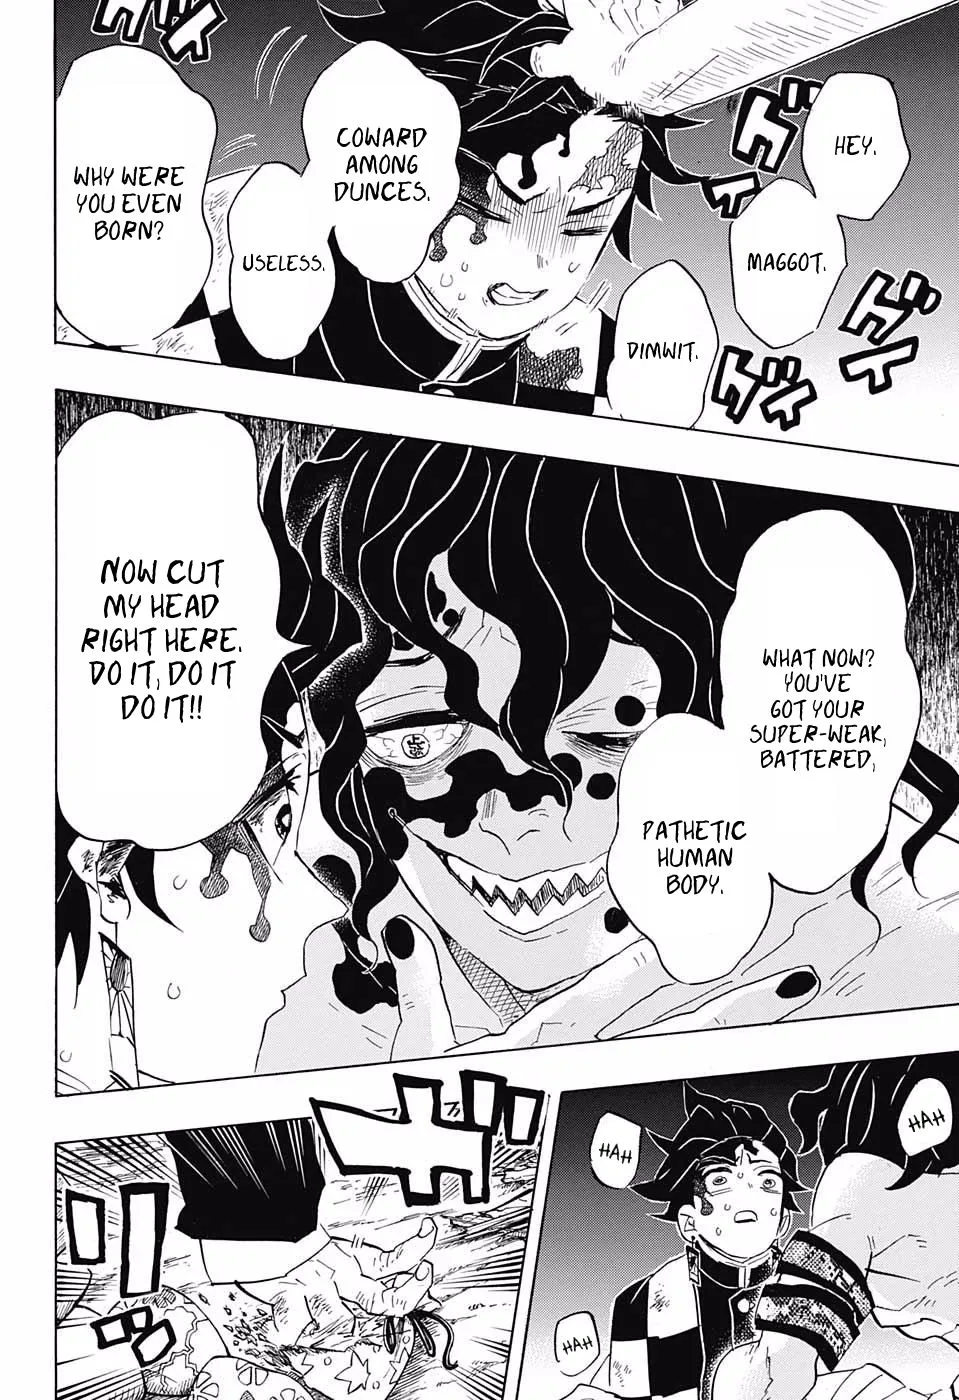 HEY.
MAGGOT.
DIMWIT.
COWARD
AMONG
DUNCES.
USELESS.
WHY WERE
YOU EVEN
BORN?
WHAT NOW?
YOU'VE
GOT YOUR
SUPER-WEAK,
BATTERED,
PATHETIC
HUMAN
BODY.
NOW CUT
MY HEAD
RIGHT HERE.
DO IT, DO IT
DO IT!!
HAH
HAH
HAH